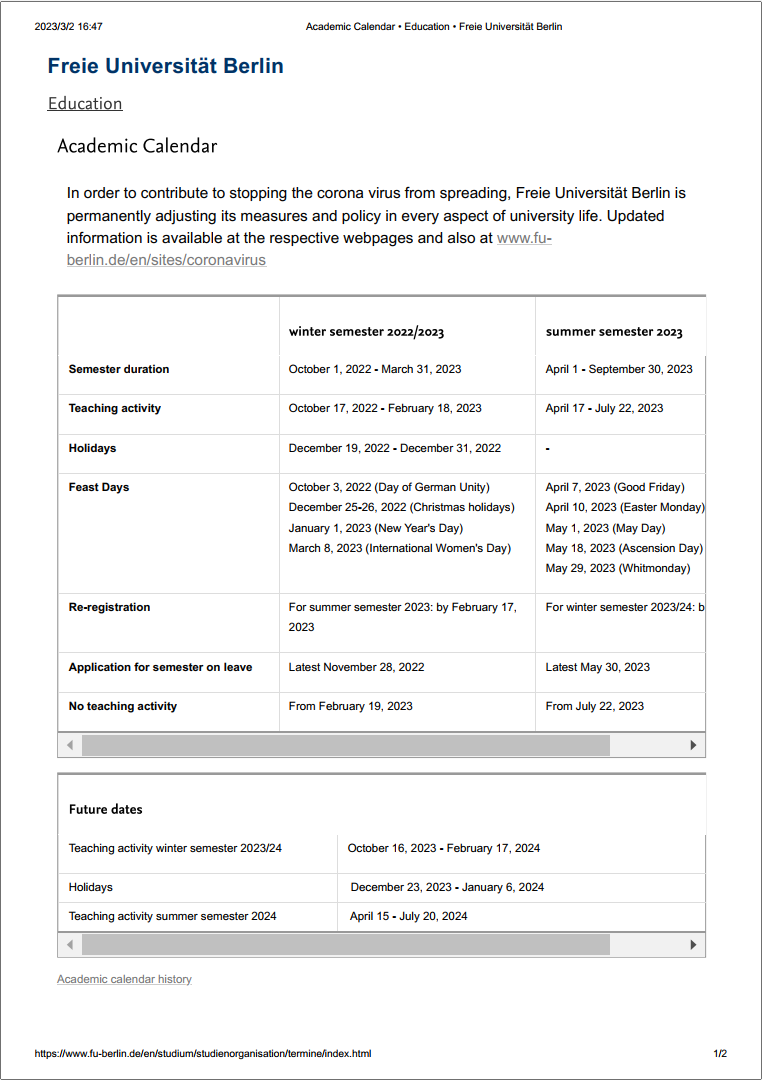 2023/3/2 16:47
Academic Calendar • Education • Freie Universität Berlin
Freie Universität Berlin
Education
Academic Calendar
In order to contribute to stopping the corona virus from spreading, Freie Universität Berlin is
permanently adjusting its measures and policy in every aspect of university life. Updated
information is available at the respective webpages and also at www.fu-
berlin.de/en/sites/coronavirus
winter semester 2022/2023
summer semester 2023
Semester duration
October 1, 2022 - March 31, 2023
April 1 - September 30, 2023
Teaching activity
October 17, 2022 - February 18, 2023
April 17 - July 22, 2023
Holidays
December 19, 2022 - December 31, 2022
-
Feast Days
October 3, 2022 (Day of German Unity)
December 25-26, 2022 (Christmas holidays)
January 1, 2023 (New Year's Day)
March 8, 2023 (International Women's Day)
April 7, 2023 (Good Friday)
April 10, 2023 (Easter Monday)
May 1, 2023 (May Day)
May 18, 2023 (Ascension Day)
May 29, 2023 (Whitmonday)
Re-registration
For summer semester 2023: by February 17,
2023
For winter semester 2023/24: b
Application for semester on leave
Latest November 28, 2022
Latest May 30, 2023
No teaching activity
From February 19, 2023
From July 22, 2023
Future dates
Teaching activity winter semester 2023/24
October 16, 2023 - February 17, 2024
Holidays
December 23, 2023 - January 6, 2024
Teaching activity summer semester 2024
April 15 - July 20, 2024
Academic calendar history
https://www.fu-berlin.de/en/studium/studienorganisation/termine/index.html
1/2